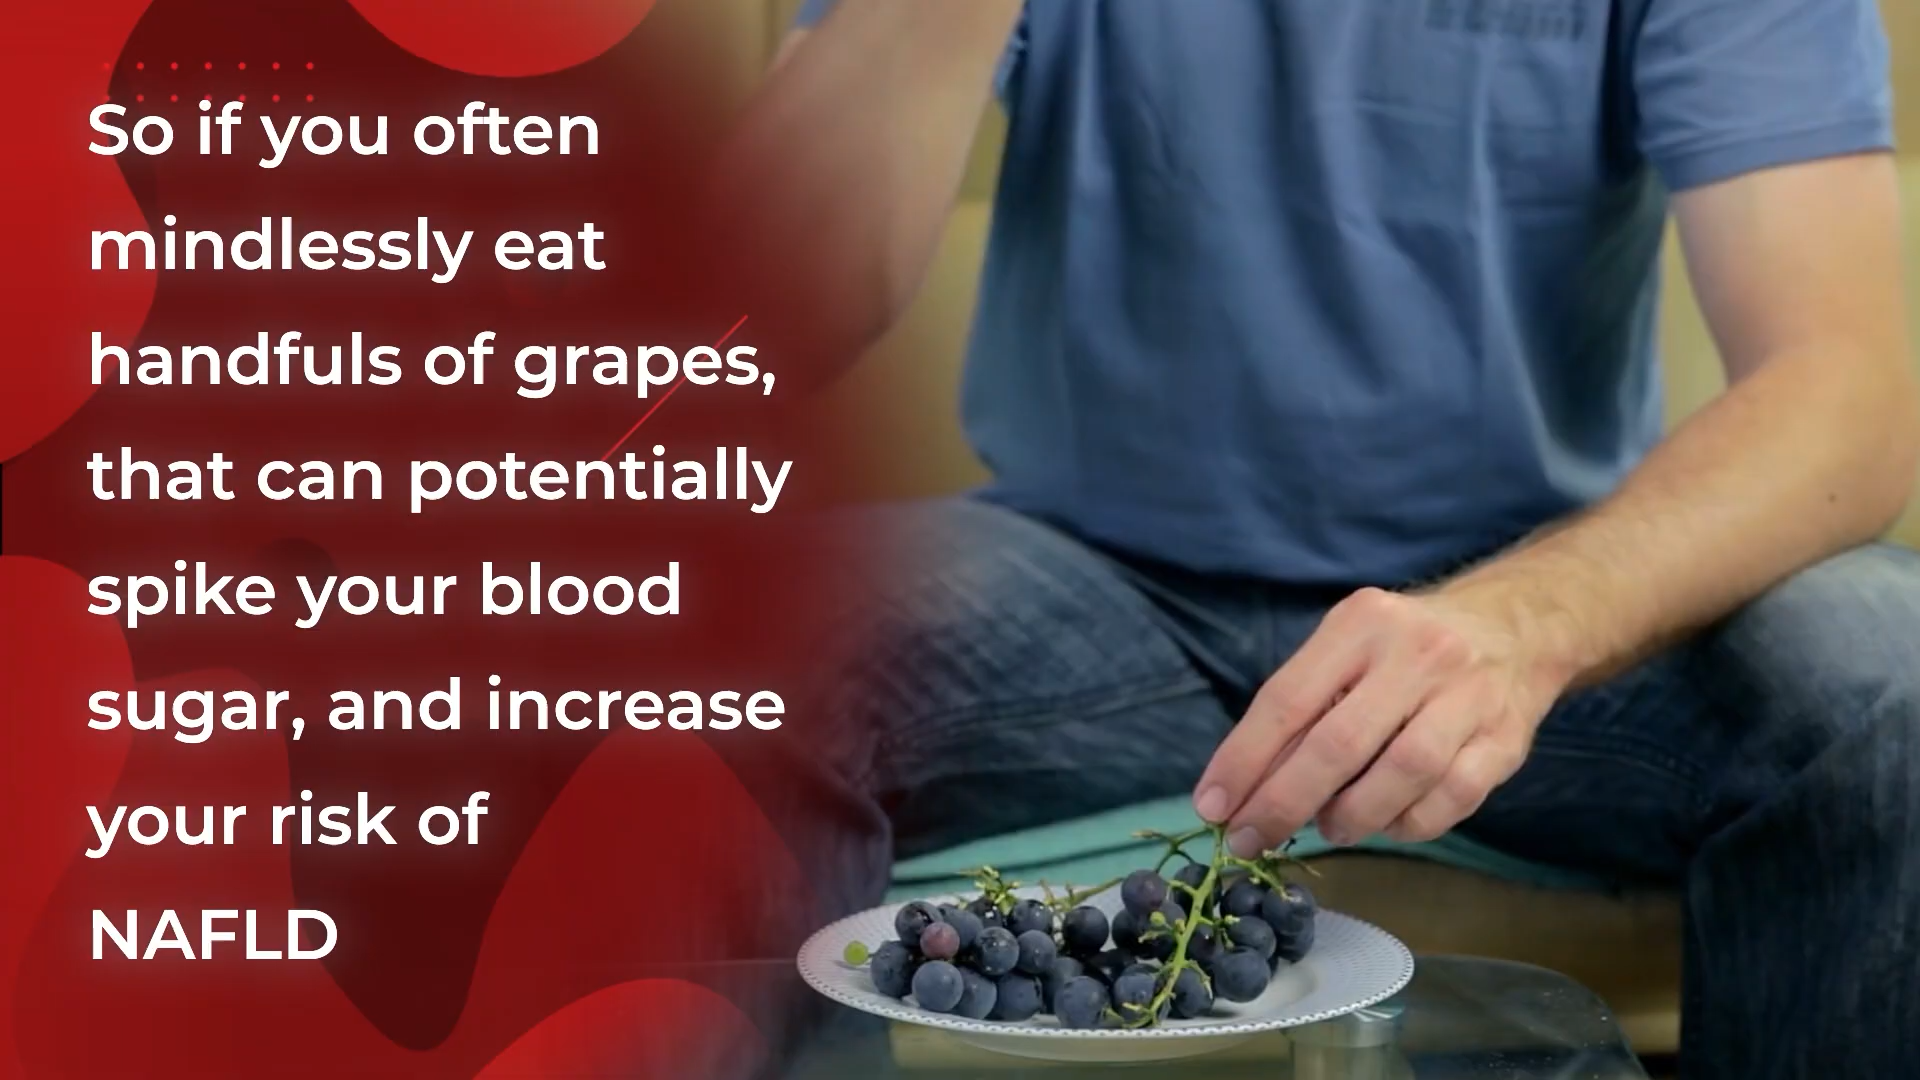 So if you often
mindlessly eat
handfuls of grapes,
that can potentially
spike your blood
sugar, and increase
your risk of
NAFLD